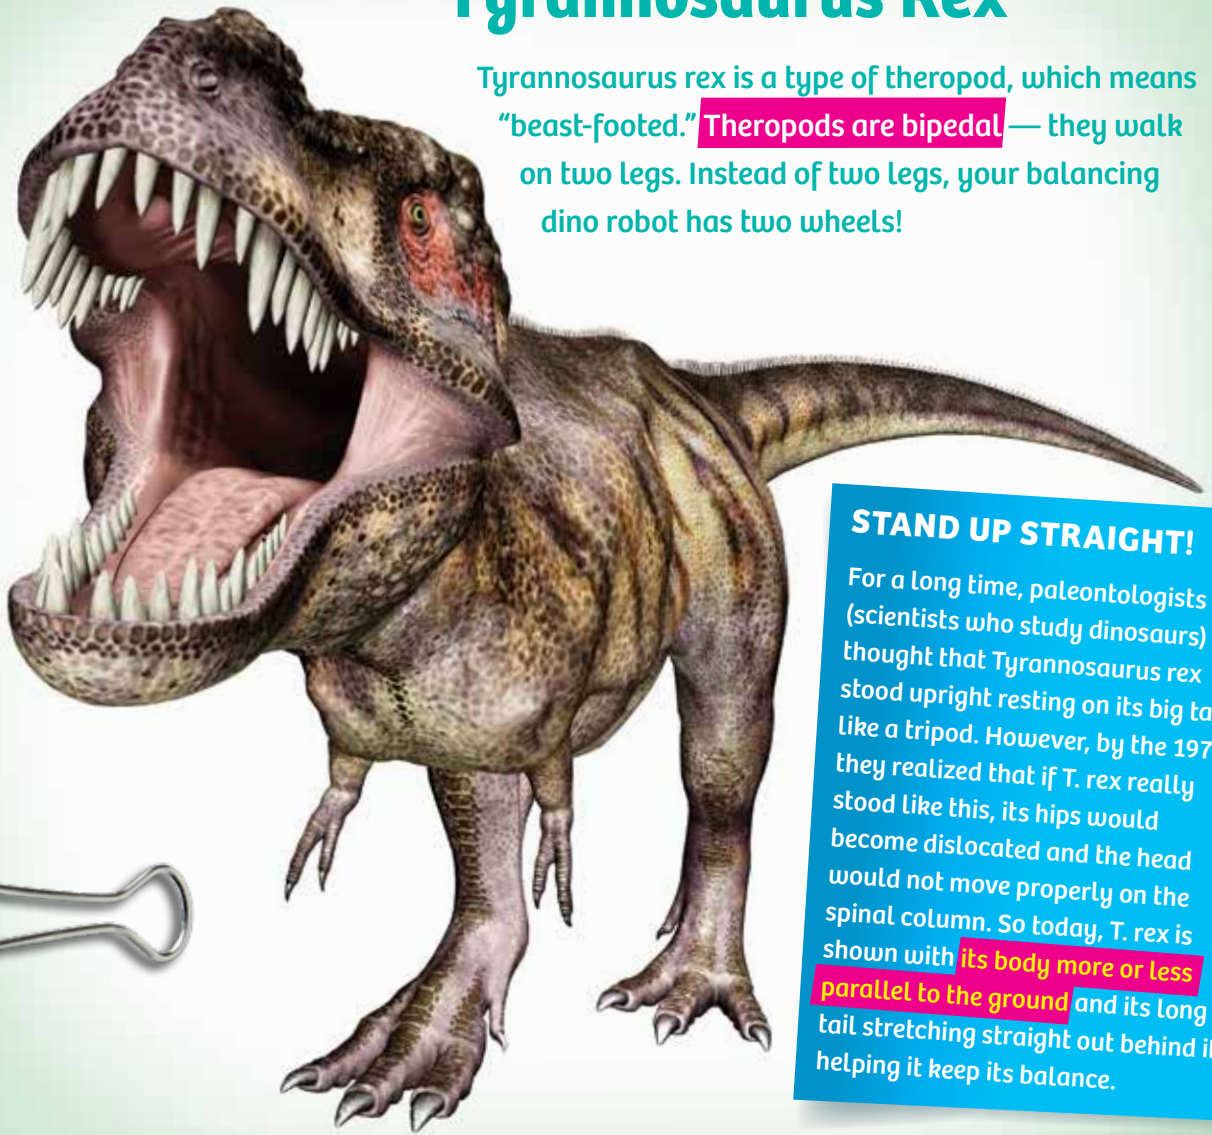 Tyrannosaurus Rex
Tyrannosaurus rex is a type of theropod, which means
“beast-footed.” Theropods are bipedal — they walk
on two legs. Instead of two legs, your balancing
dino robot has two wheels!
STAND UP STRAIGHT!
For a long time, paleontologists
(scientists who study dinosaurs)
thought that Tyrannosaurus rex
stood upright resting on its big
like a tripod. However, by the
they realized that if T. rex really
stood like this, its hips would
become dislocated and the head
would not move properly on the
spinal column. So today, T. rex is
shown with its body more or less
parallel to the ground and its long
tail stretching straight out behind
helping it keep its balance.